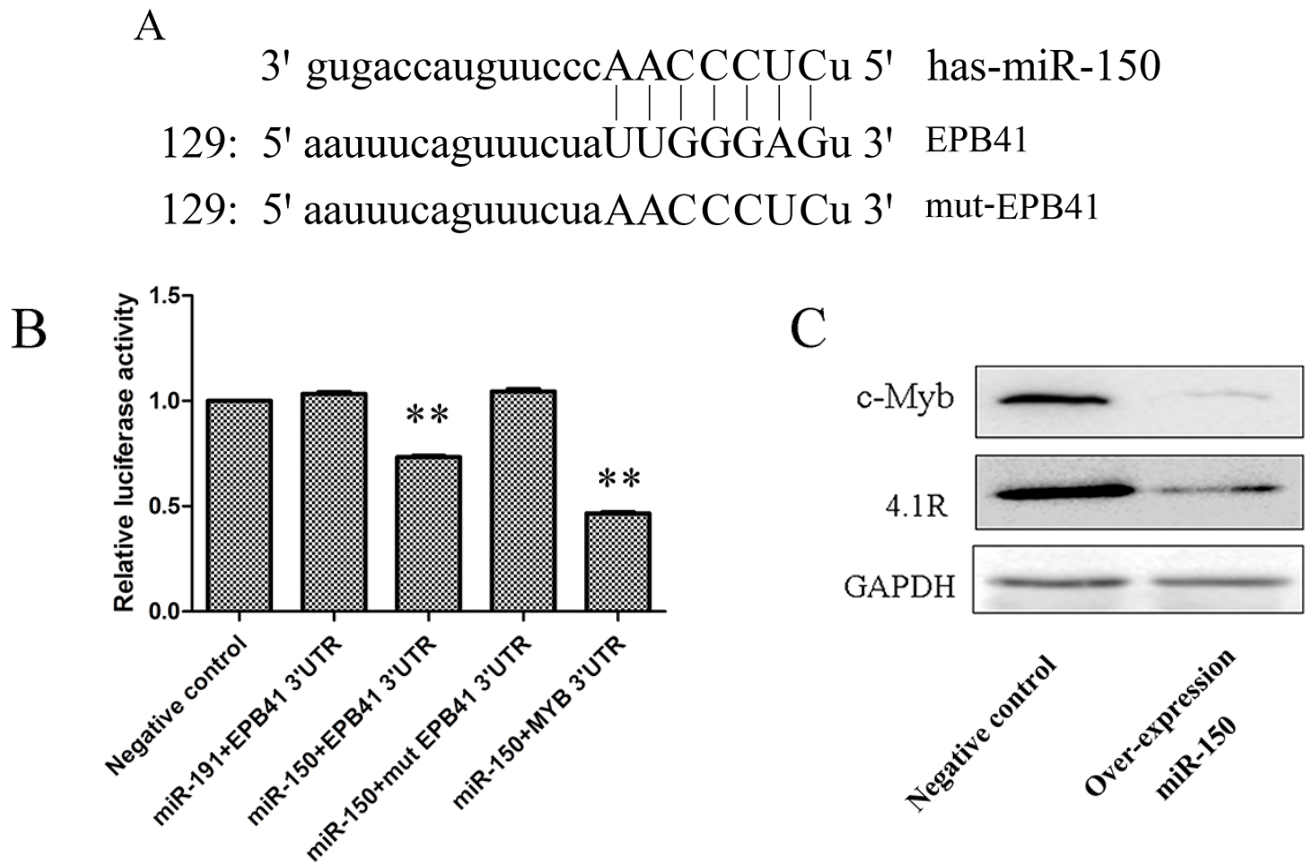 A
3' gugaccauguucccAACCCUCu 5' has-miR-150
129: 5' aauuucaguuucuaUUGGGAGu 3' EPB41
129: 5' aauuucaguuucuaAACCCUCu 3' mut-EPB41
B
Relative luciferase activity
1.5
1.0
0.5
0.0
**
**
Negative control
miR-191+EPB41 3'UTR
miR-150+EPB41 3'UTR
miR-150+mut EPB41 3'UTR
miR-150+MYB 3'UTR
C
c-Myb
4.1R
GAPDH
Negative control
Over-expression
miR-150